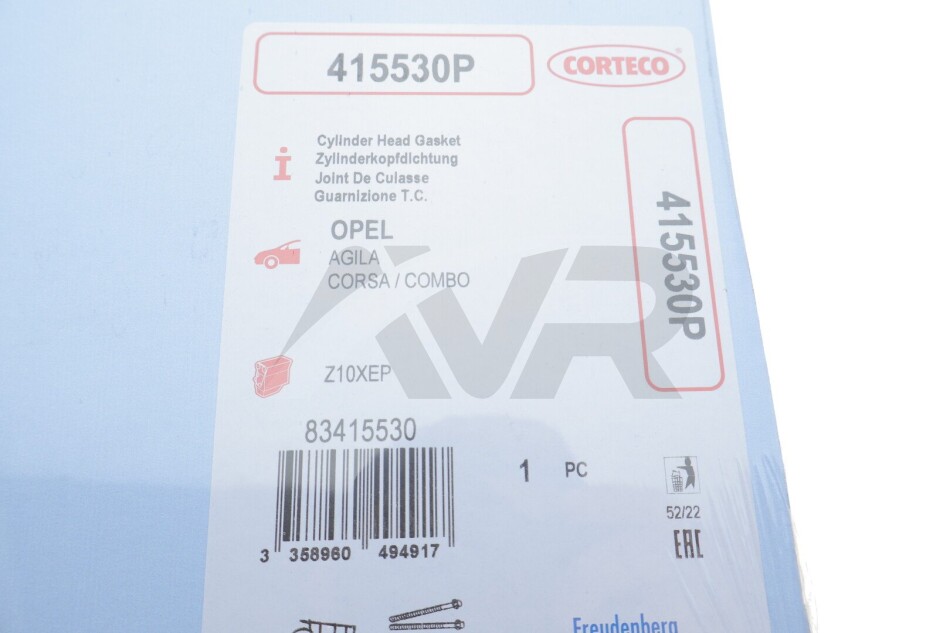 415530P
CORTECO
Cylinder Head Gasket
Zylinderkopfdichtung
Joint De Culasse
Guarnizione T.C.
OPEL
AGILA
CORSA / COMBO
415530P
AVR
Z10XEP
83415530
1 PC
3 358960 494917
52/22
EAC
Freudenberg